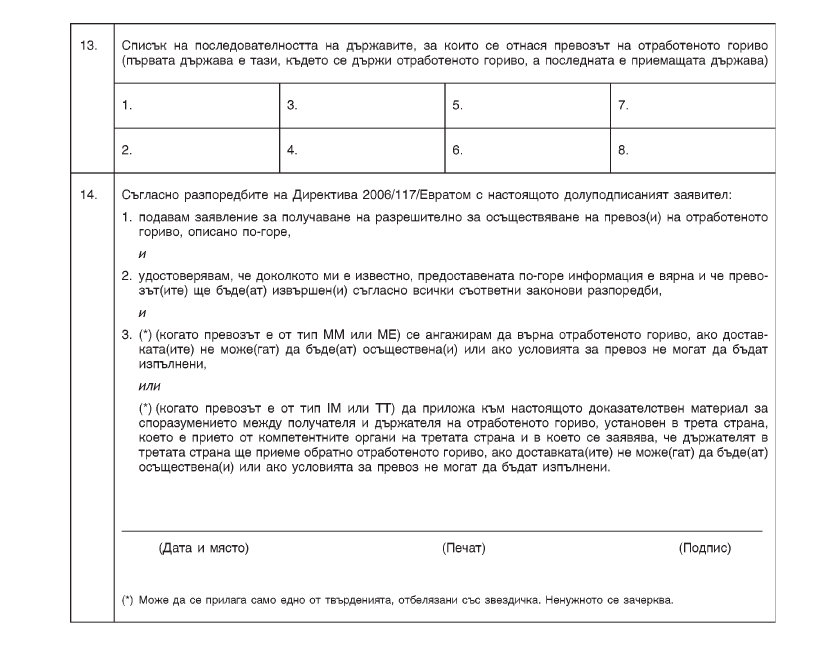 13. Списък на последователността на държавите, за които се отнася превозът на отработеното гориво
(първата държава е тази, където се държи отработеното гориво, а последната е приемащата държава)
1. 3. 5. 7.
2. 4. 6. 8.
14. Съгласно разпоредбите на Директива 2006/117/Евратом с настоящото долуподписаният заявител:
1. подавам заявление за получаване на разрешително за осъществяване на превоз(и) на отработеното
гориво, описано по-горе,
и
2. удостоверявам, че доколкото ми е известно, предоставената по-горе информация е вярна и че прево-
зът(ите) ще бъде(ат) извършен(и) съгласно всички съответни законови разпоредби,
и
3. (*) (когато превозът е от тип ММ или МЕ) се ангажирам да върна отработеното гориво, ако достав-
ката(ите) не може(гат) да бъде(ат) осъществена(и) или ако условията за превоз не могат да бъдат
изпълнени,
или
(*) (когато превозът е от тип IM или ТТ) да приложа към настоящото доказателствен материал за
споразумението между получателя и държателя на отработеното гориво, установен в трета страна,
което е прието от компетентните органи на третата страна и в което се заявява, че държателят в
третата страна ще приеме обратно отработеното гориво, ако доставката(ите) не може(гат) да бъде(ат)
осъществена(и) или ако условията за превоз не могат да бъдат изпълнени.
(Дата и място) (Печат) (Подпис)
(*) Може да се прилага само едно от твърденията, отбелязани със звездичка. Ненужното се зачерква.